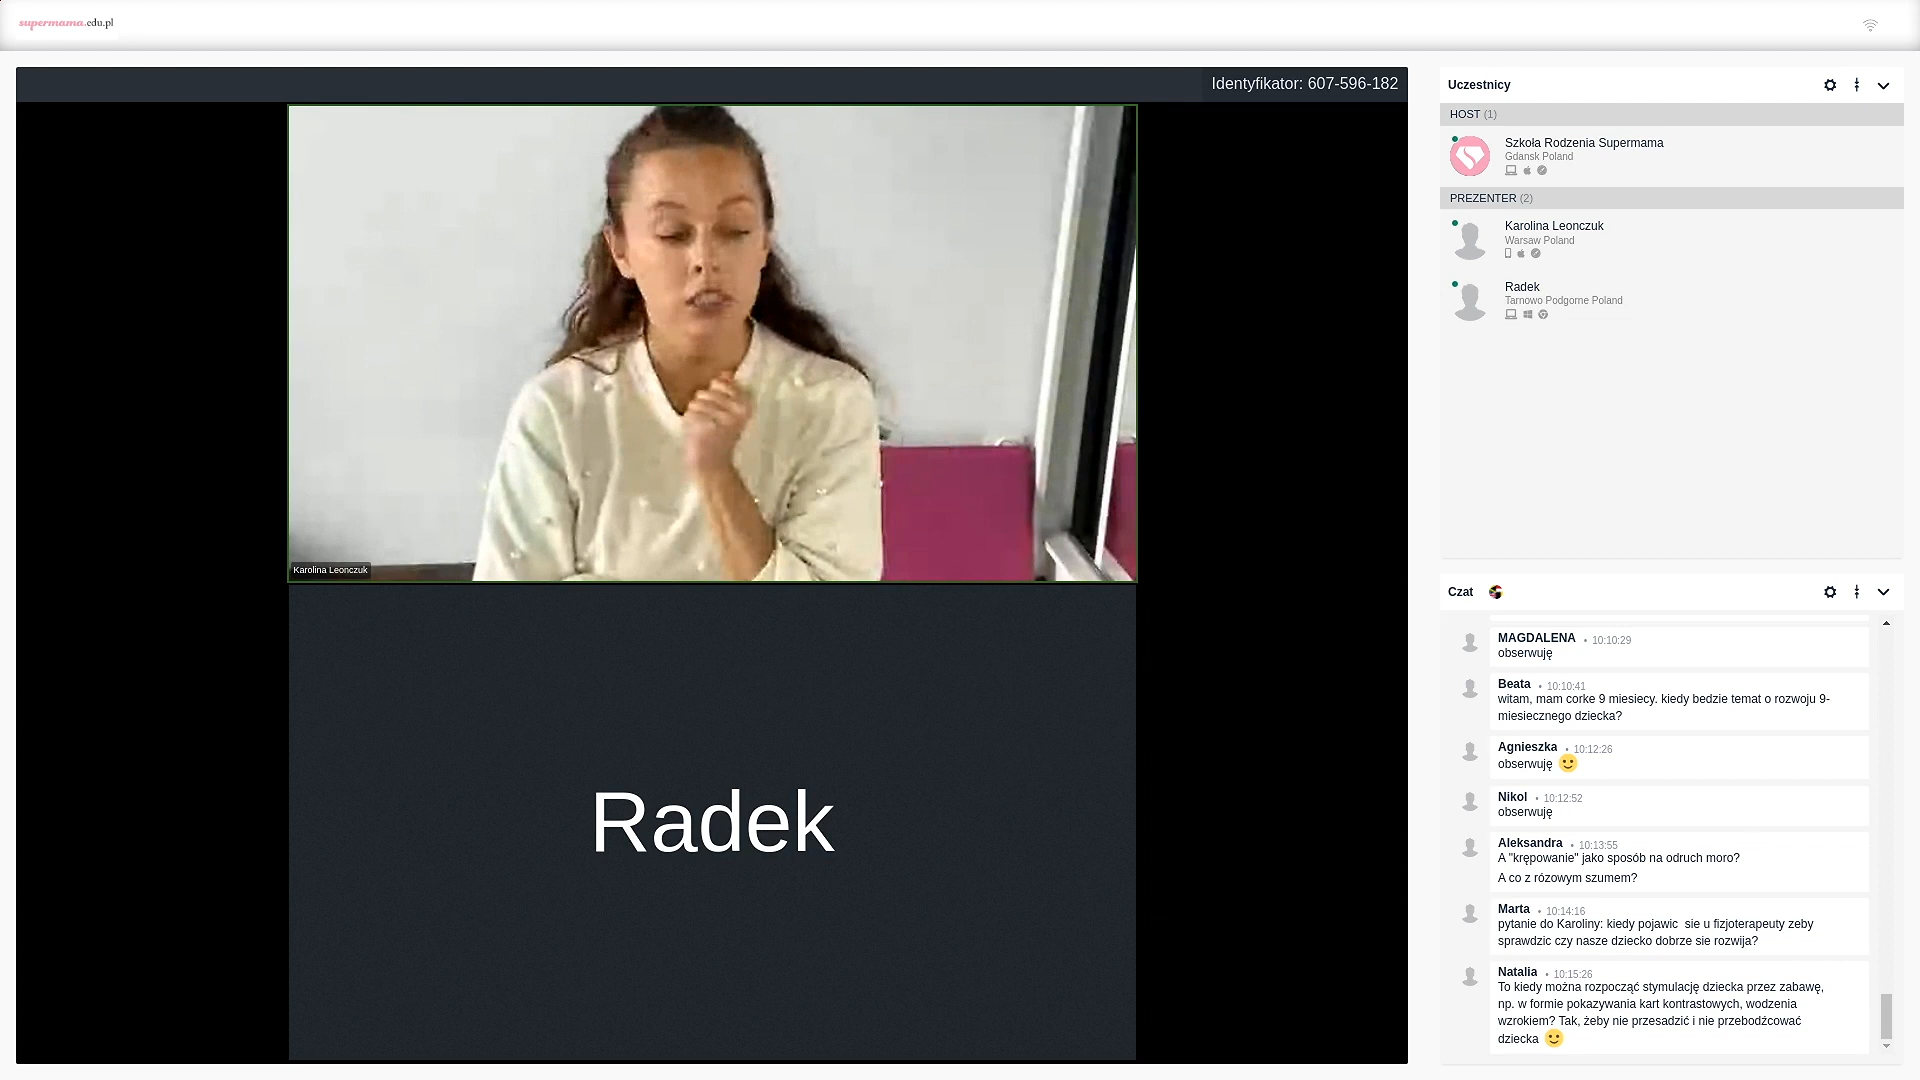 supermama.edu.pl
Identyfikator: 607-596-182
Karolina Leonczuk
Radek
Uczestnicy
HOST (1)
Szkoła Rodzenia Supermama
Gdansk Poland
PREZENTER (2)
Karolina Leonczuk
Warsaw Poland
Radek
Tarnowo Podgorne Poland
Czat
MAGDALENA • 10:10:29
obserwuję
Beata • 10:10:41
witam, mam corke 9 miesiecy. kiedy bedzie temat o rozwoju 9-
miesiecznego dziecka?
Agnieszka • 10:12:26
obserwuję 🙂
Nikol • 10:12:52
obserwuję
Aleksandra • 10:13:55
A "krępowanie" jako sposób na odruch moro?
A co z rózowym szumem?
Marta • 10:14:16
pytanie do Karoliny: kiedy pojawic  sie u fizjoterapeuty zeby
sprawdzic czy nasze dziecko dobrze sie rozwija?
Natalia • 10:15:26
To kiedy można rozpocząć stymulację dziecka przez zabawę,
np. w formie pokazywania kart kontrastowych, wodzenia
wzrokiem? Tak, żeby nie przesadzić i nie przebodźcować
dziecka 🙂